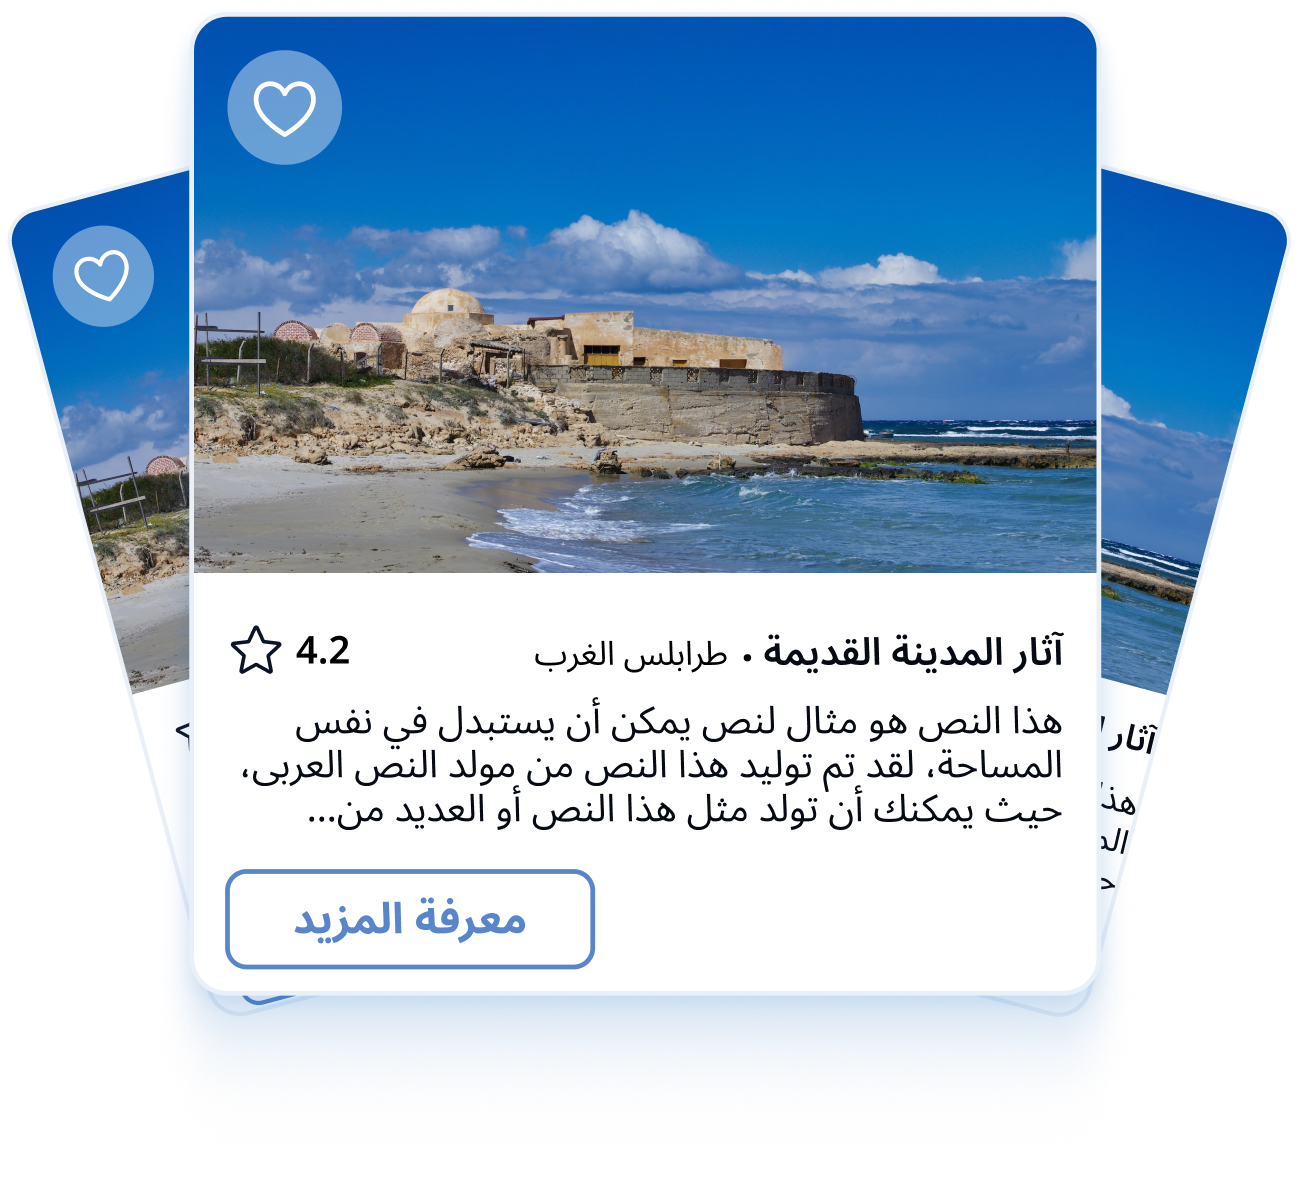 آثار المدينة القديمة • طرابلس الغرب
4.2
هذا النص هو مثال لنص يمكن أن يستبدل في نفس
المساحة، لقد تم توليد هذا النص من مولد النص العربى،
حيث يمكنك أن تولد مثل هذا النص أو العديد من...
معرفة المزيد
آثار
هذا